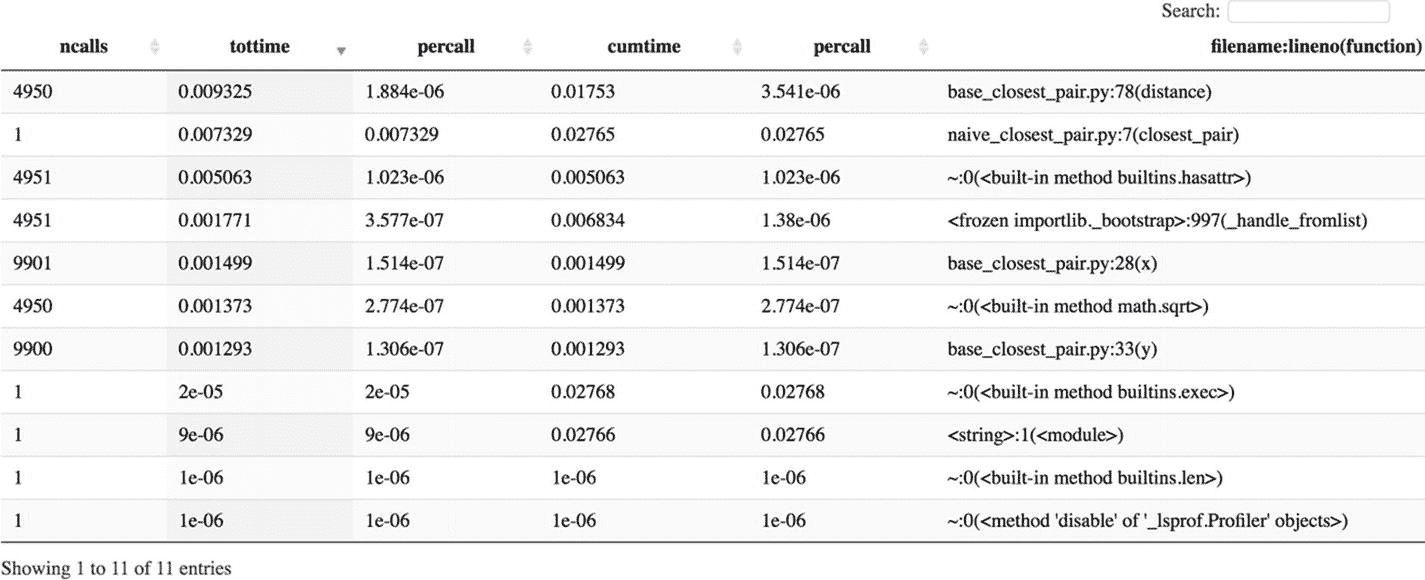 Search:
ncalls tottime percall cumtime percall filename:lineno(function)
4950 0.009325 1.884e-06 0.01753 3.541e-06 base_closest_pair.py:78(distance)
1 0.007329 0.007329 0.02765 0.02765 naive_closest_pair.py:7(closest_pair)
4951 0.005063 1.023e-06 0.005063 1.023e-06 ~:0(<built-in method builtins.hasattr>)
4951 0.001771 3.577e-07 0.006834 1.38e-06 <frozen importlib._bootstrap>:997(_handle_fromlist)
9901 0.001499 1.514e-07 0.001499 1.514e-07 base_closest_pair.py:28(x)
4950 0.001373 2.774e-07 0.001373 2.774e-07 ~:0(<built-in method math.sqrt>)
9900 0.001293 1.306e-07 0.001293 1.306e-07 base_closest_pair.py:33(y)
1 2e-05 2e-05 0.02768 0.02768 ~:0(<built-in method builtins.exec>)
1 9e-06 9e-06 0.02766 0.02766 <string>:1(<module>)
1 1e-06 1e-06 1e-06 1e-06 ~:0(<built-in method builtins.len>)
1 1e-06 1e-06 1e-06 1e-06 ~:0(<method 'disable' of '_lsprof.Profiler' objects>)
Showing 1 to 11 of 11 entries